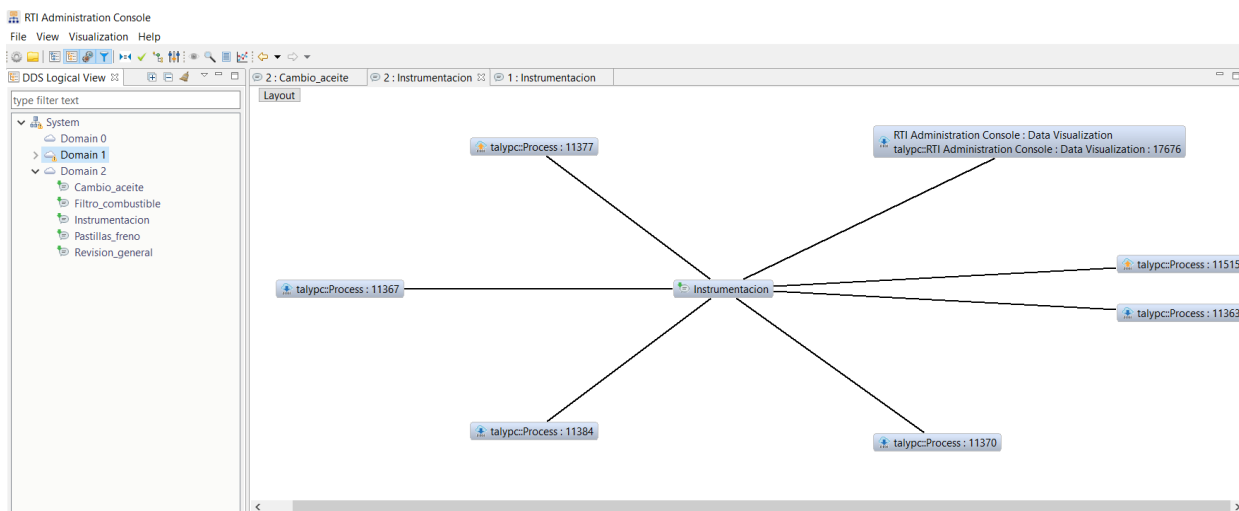 RTI Administration Console
File View Visualization Help
DDS Logical View
2 : Cambio_aceite
2 : Instrumentacion
1 : Instrumentacion
type filter text
Layout
System
Domain 0
Domain 1
Domain 2
Cambio_aceite
Filtro_combustible
Instrumentacion
Pastillas_freno
Revision_general
talypc::Process : 11377
RTI Administration Console : Data Visualization
talypc::RTI Administration Console : Data Visualization : 17676
talypc::Process : 11515
talypc::Process : 11367
Instrumentacion
talypc::Process : 11363
talypc::Process : 11384
talypc::Process : 11370